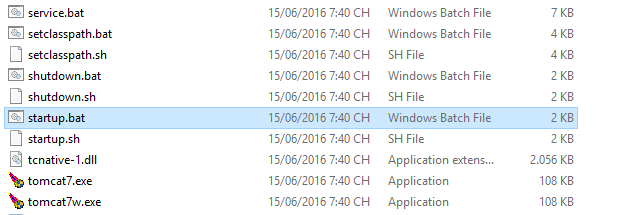 service.bat 15/06/2016 7:40 CH Windows Batch File 7 KB
setclasspath.bat 15/06/2016 7:40 CH Windows Batch File 4 KB
setclasspath.sh 15/06/2016 7:40 CH SH File 4 KB
shutdown.bat 15/06/2016 7:40 CH Windows Batch File 2 KB
shutdown.sh 15/06/2016 7:40 CH SH File 2 KB
startup.bat 15/06/2016 7:40 CH Windows Batch File 2 KB
startup.sh 15/06/2016 7:40 CH SH File 2 KB
tcnative-1.dll 15/06/2016 7:40 CH Application extens... 2.056 KB
tomcat7.exe 15/06/2016 7:40 CH Application 108 KB
tomcat7w.exe 15/06/2016 7:40 CH Application 108 KB